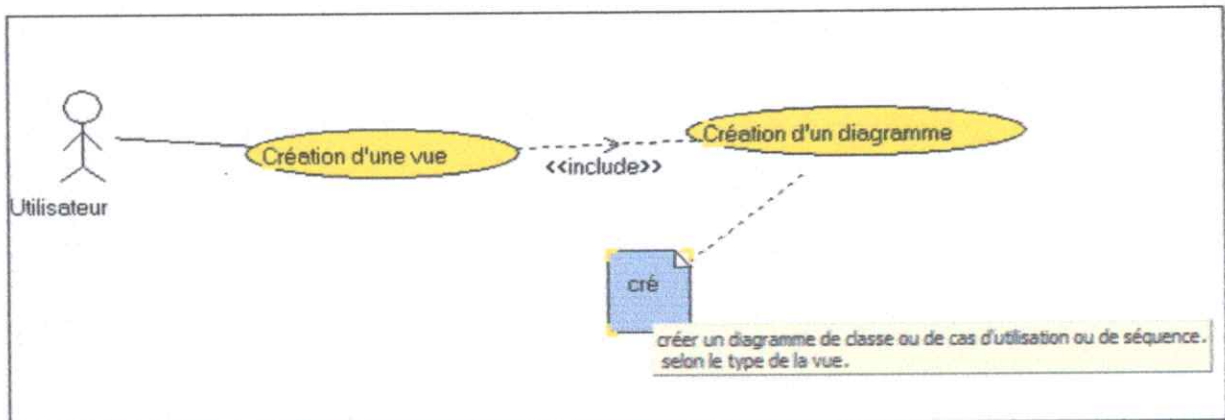 Création d'un diagramme
Création d'une vue
<<include>>
Utilisateur
cré
créer un diagramme de classe ou de cas d'utilisation ou de séquence.
selon le type de la vue.